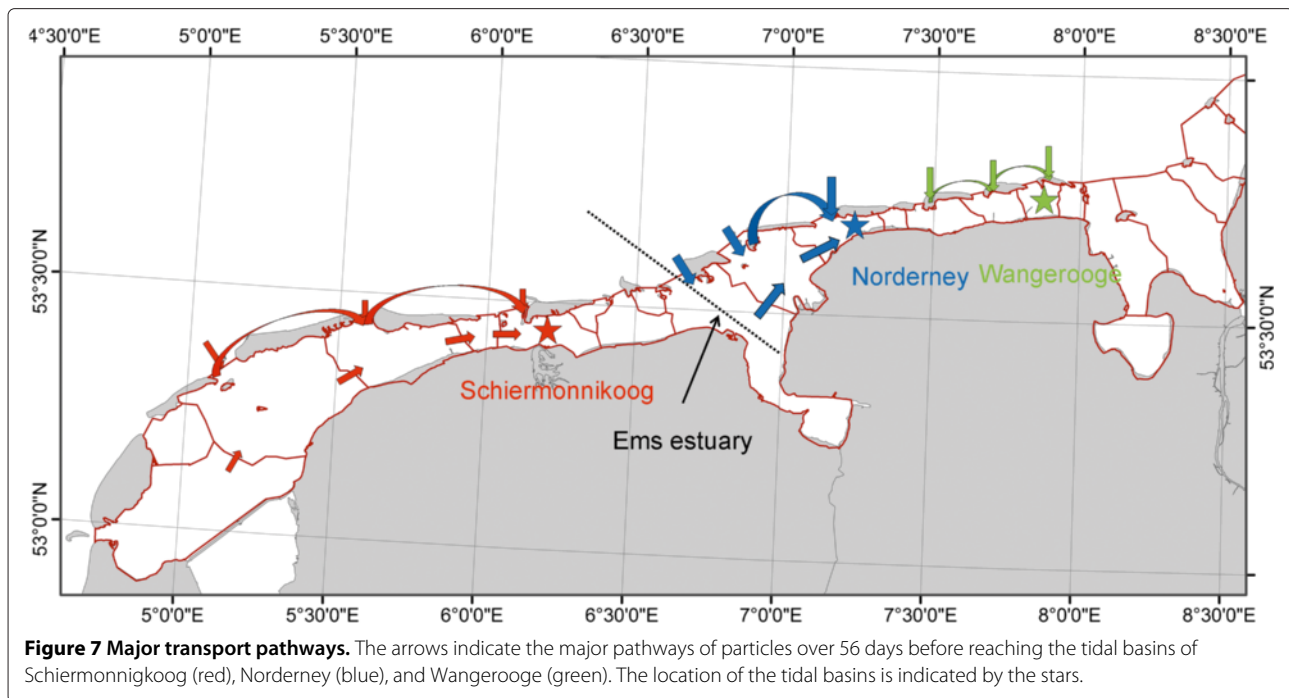 4°30'0"E 5°0'0"E 5°30'0"E 6°0'0"E 6°30'0"E 7°0'0"E 7°30'0"E 8°0'0"E 8°30'0"E
53°30'0"N
53°30'0"N
Norderney Wangerooge
Schiermonnikoog
Ems estuary
53°0'0"N
5°0'0"E 5°30'0"E 6°0'0"E 6°30'0"E 7°0'0"E 7°30'0"E 8°0'0"E 8°30'0"E
Figure 7 Major transport pathways. The arrows indicate the major pathways of particles over 56 days before reaching the tidal basins of
Schiermonnigkoog (red), Norderney (blue), and Wangerooge (green). The location of the tidal basins is indicated by the stars.